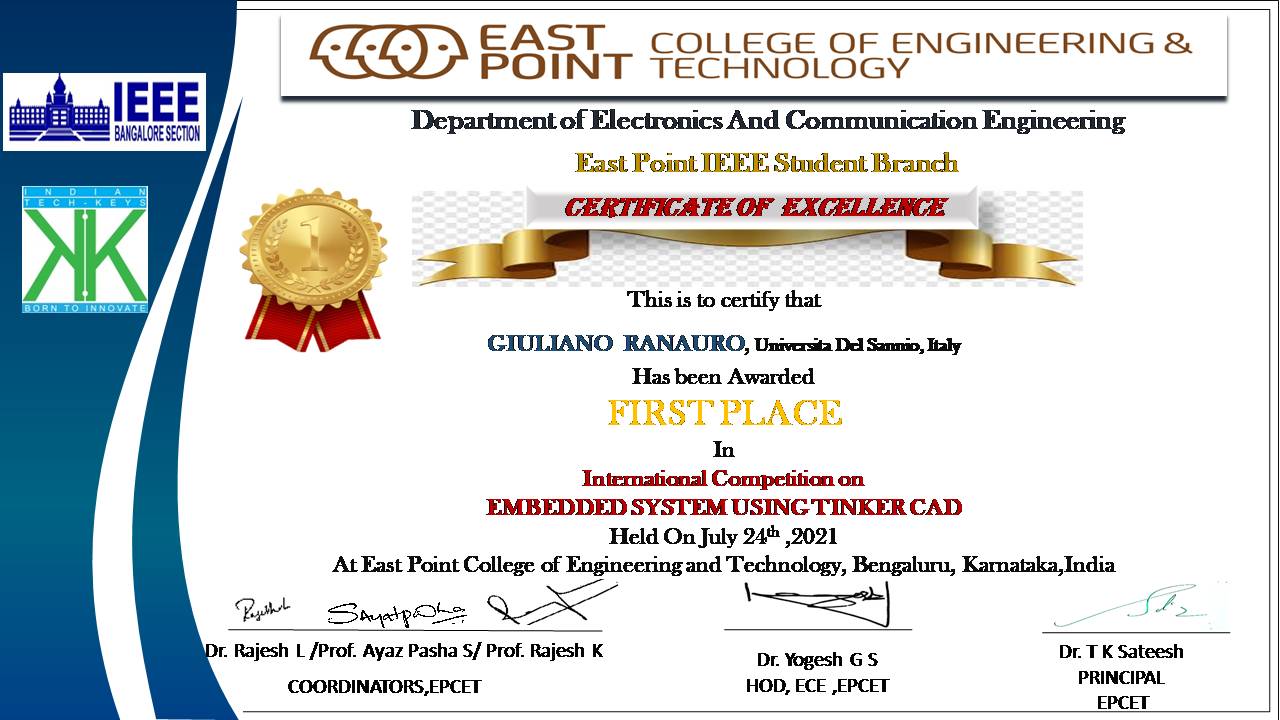 EAST POINT COLLEGE OF ENGINEERING & TECHNOLOGY
IEEE
BANGALORE SECTION
Department of Electronics And Communication Engineering
East Point IEEE Student Branch
INDIAN
TECH-KEYS
BORN TO INNOVATE
CERTIFICATE OF EXCELLENCE
1
This is to certify that
GIULIANO RANAURO, Universita Del Sannio, Italy
Has been Awarded
FIRST PLACE
In
International Competition on
EMBEDDED SYSTEM USING TINKER CAD
Held On July 24th ,2021
At East Point College of Engineering and Technology, Bengaluru, Karnataka,India
Dr. Rajesh L /Prof. Ayaz Pasha S/ Prof. Rajesh K
COORDINATORS,EPCET
Dr. Yogesh G S
HOD, ECE ,EPCET
Dr. T K Sateesh
PRINCIPAL
EPCET